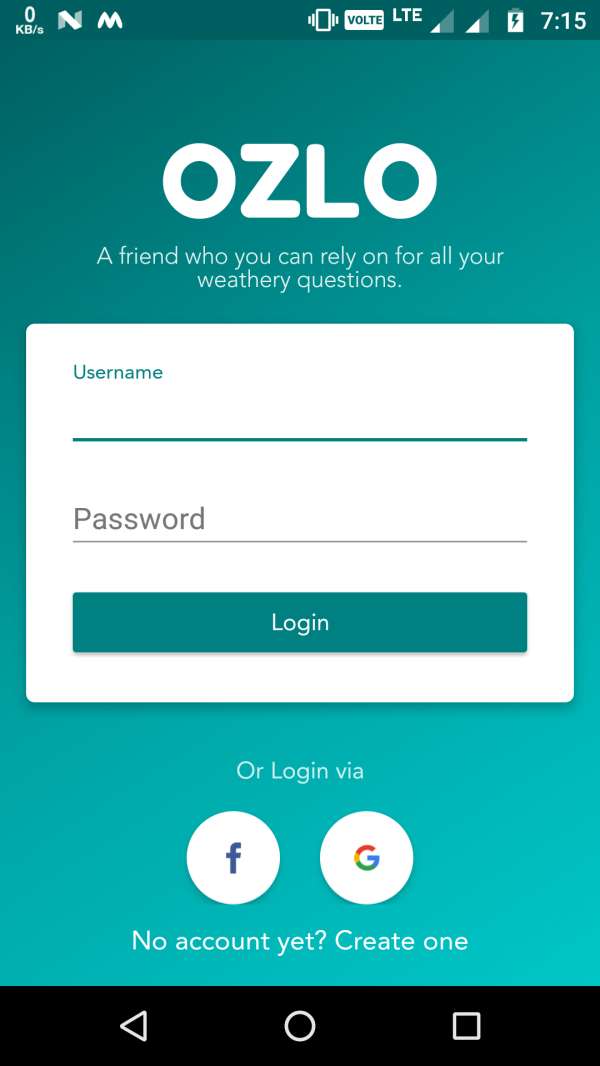 0
KB/s
VOLTE LTE 7:15
OZLO
A friend who you can rely on for all your
weathery questions.
Username
Password
Login
Or Login via
f G
No account yet? Create one